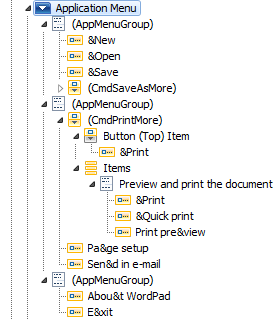 Application Menu
(AppMenuGroup)
&New
&Open
&Save
(CmdSaveAsMore)
(AppMenuGroup)
(CmdPrintMore)
Button (Top) Item
&Print
Items
Preview and print the document
&Print
&Quick print
Print pre&view
Pa&ge setup
Sen&d in e-mail
(AppMenuGroup)
Abou&t WordPad
E&xit